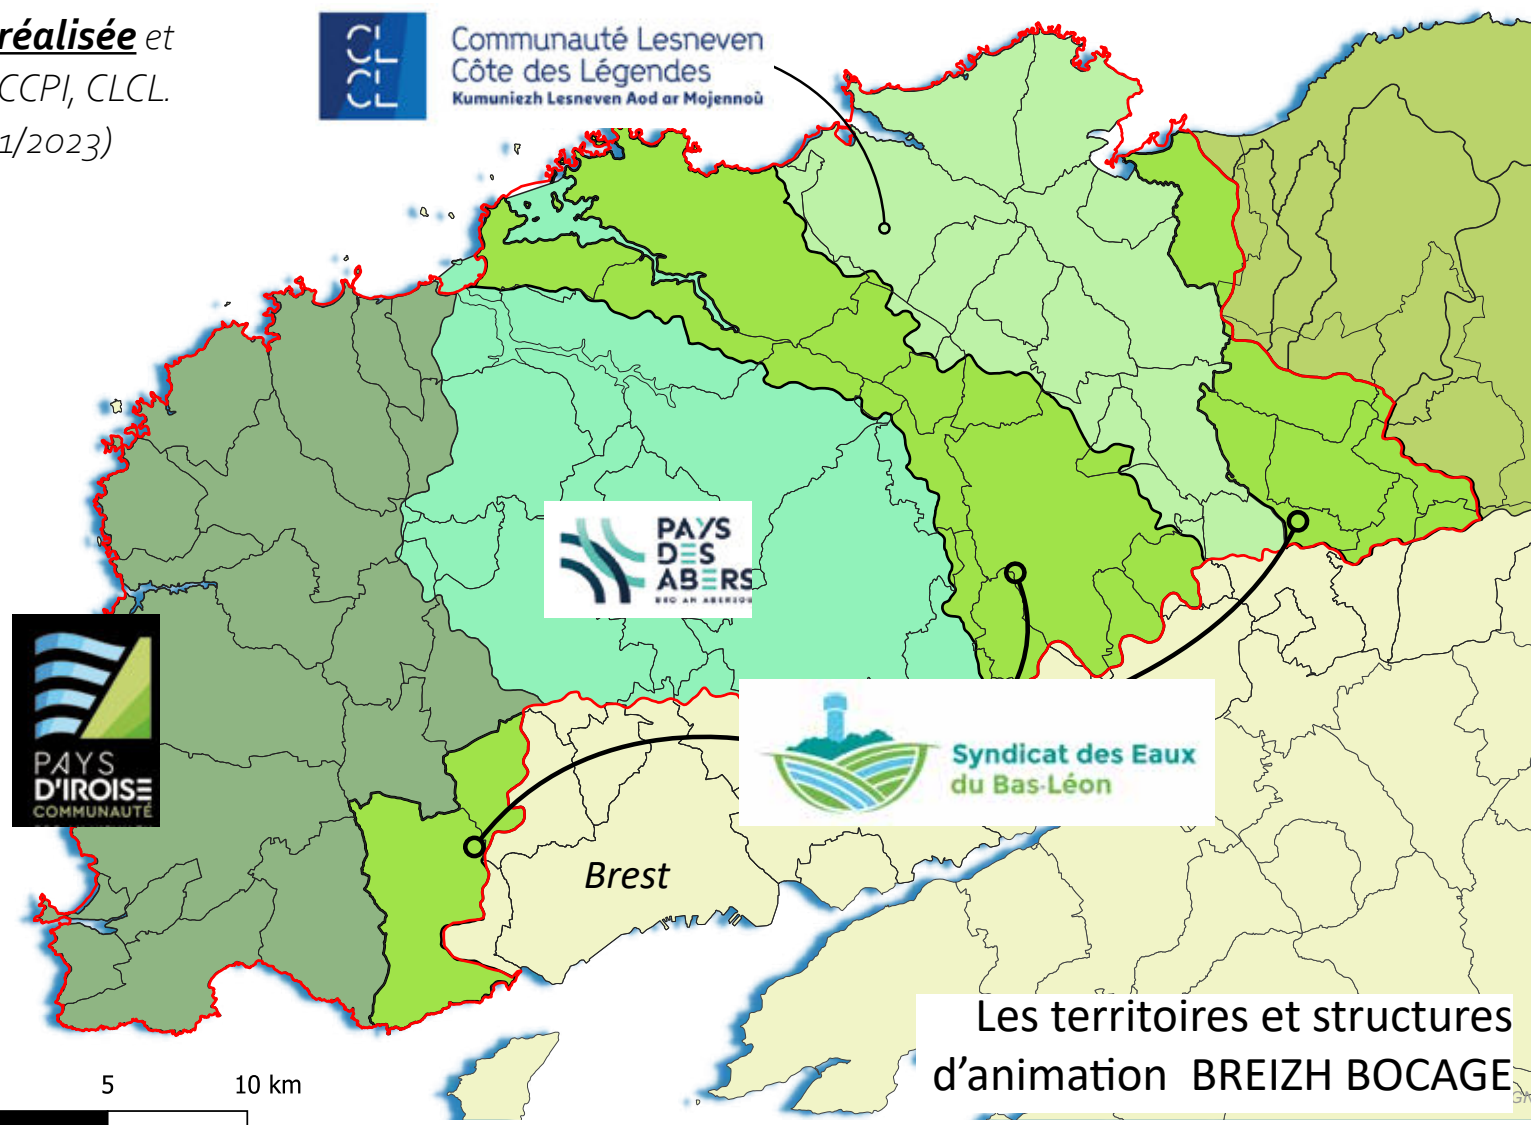 réalisée et
CCPI, CLCL.
1/2023)
CLCL
Communauté Lesneven
Côte des Légendes
Kumuniezh Lesneven Aod ar Mojennoù
PAYS
DES
ABERS
PAYS
D'IROISE
COMMUNAUTÉ
Syndicat des Eaux
du Bas-Léon
Brest
Les territoires et structures
d'animation BREIZH BOCAGE
5 10 km